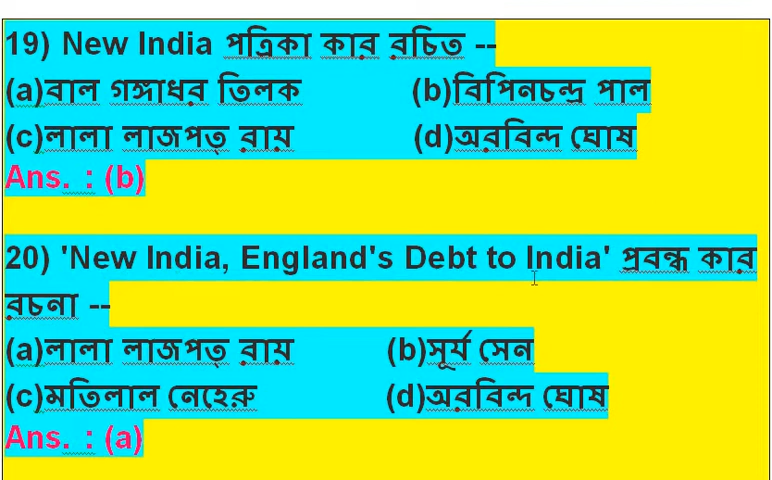 19) New India পত্রিকা কার রচিত --
(a)বাল গঙ্গাধর তিলক (b)বিপিনচন্দ্র পাল
(c)লালা লাজপত্ রায় (d)অরবিন্দ ঘোষ
Ans. : (b)
20) 'New India, England's Debt to India' প্রবন্ধ কার
রচনা --
(a)লালা লাজপত্ রায় (b)সূর্য সেন
(c)মতিলাল নেহেরু (d)অরবিন্দ ঘোষ
Ans. : (a)